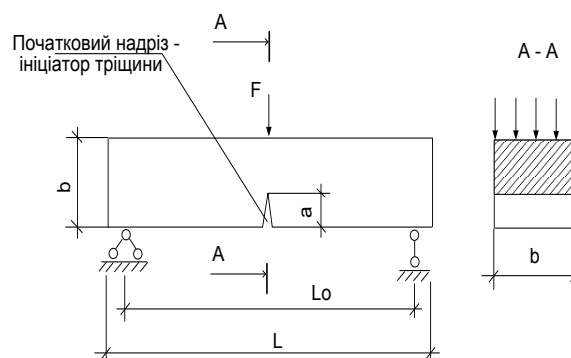 A
Початковий надріз -
ініціатор тріщини
A - A
F
b
a
A
b
Lo
L